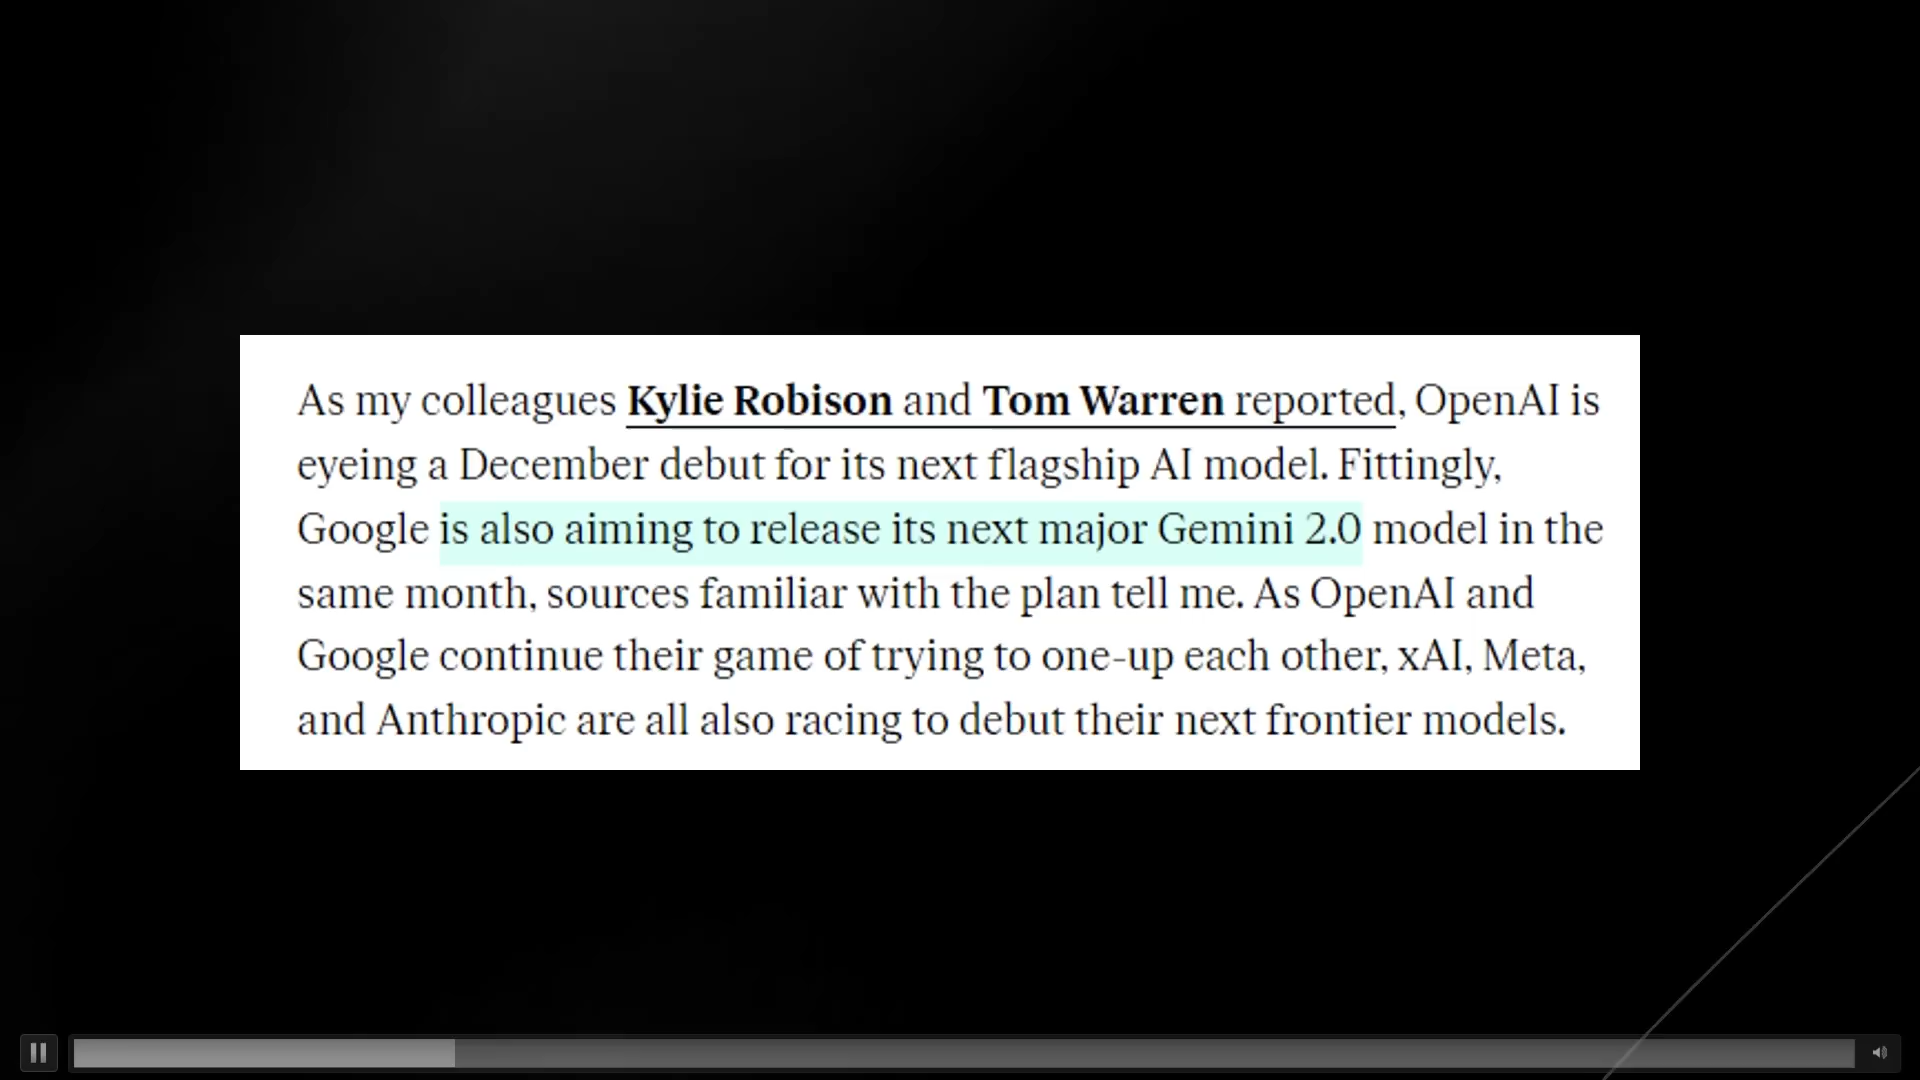 As my colleagues Kylie Robison and Tom Warren reported, OpenAI is
eyeing a December debut for its next flagship AI model. Fittingly,
Google is also aiming to release its next major Gemini 2.0 model in the
same month, sources familiar with the plan tell me. As OpenAI and
Google continue their game of trying to one-up each other, xAI, Meta,
and Anthropic are all also racing to debut their next frontier models.